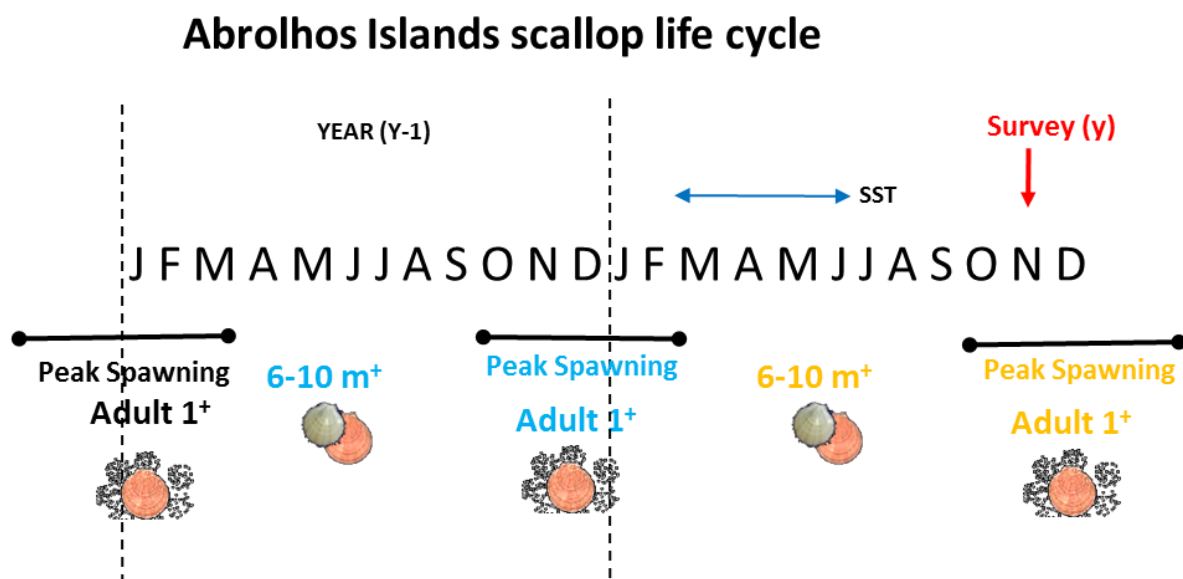 Abrolhos Islands scallop life cycle
YEAR (Y-1)
Survey (y)
SST
J F M A M J J A S O N D J F M A M J J A S O N D
Peak Spawning
Adult 1⁺
6-10 m⁺
Peak Spawning
Adult 1⁺
6-10 m⁺
Peak Spawning
Adult 1⁺